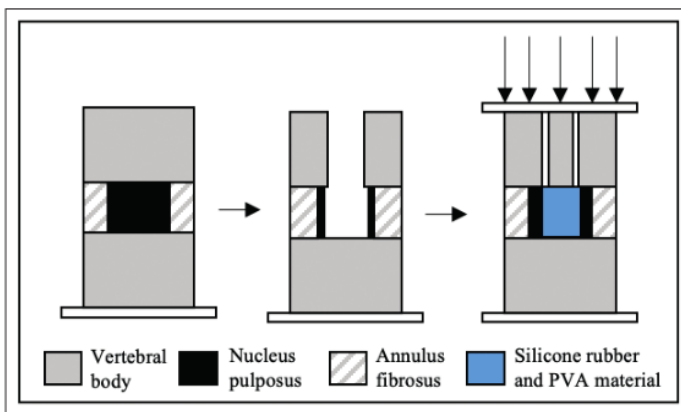 Vertebral
body
Nucleus
pulposus
Annulus
fibrosus
Silicone rubber
and PVA material